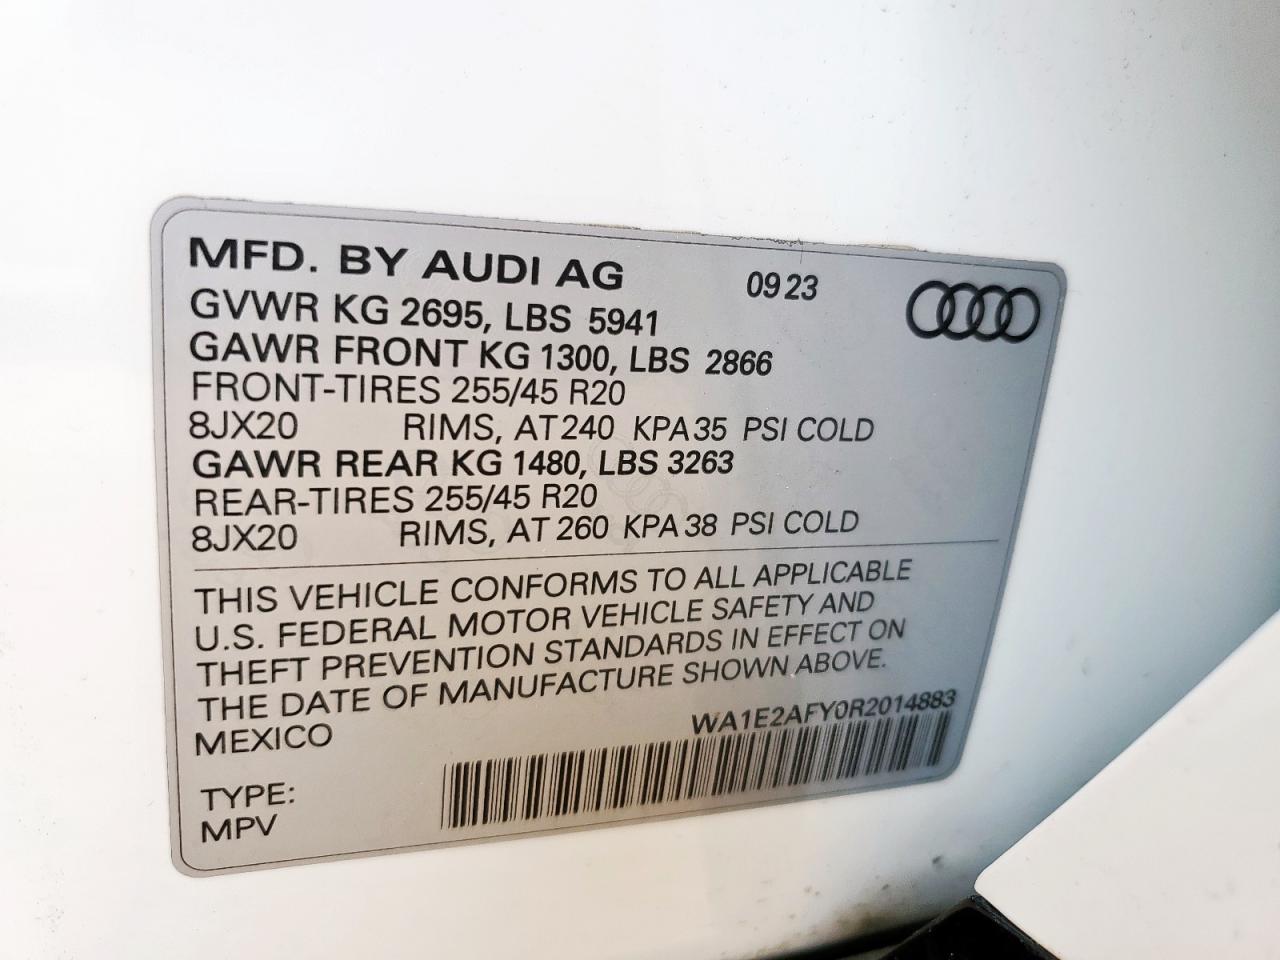 MFD. BY AUDI AG 09 23
GVWR KG 2695, LBS 5941
GAWR FRONT KG 1300, LBS 2866
FRONT-TIRES 255/45 R20
8JX20 RIMS, AT 240 KPA 35 PSI COLD
GAWR REAR KG 1480, LBS 3263
REAR-TIRES 255/45 R20
8JX20 RIMS, AT 260 KPA 38 PSI COLD
THIS VEHICLE CONFORMS TO ALL APPLICABLE
U.S. FEDERAL MOTOR VEHICLE SAFETY AND
THEFT PREVENTION STANDARDS IN EFFECT ON
THE DATE OF MANUFACTURE SHOWN ABOVE.
MEXICO WA1E2AFY0R2014883
TYPE:
MPV